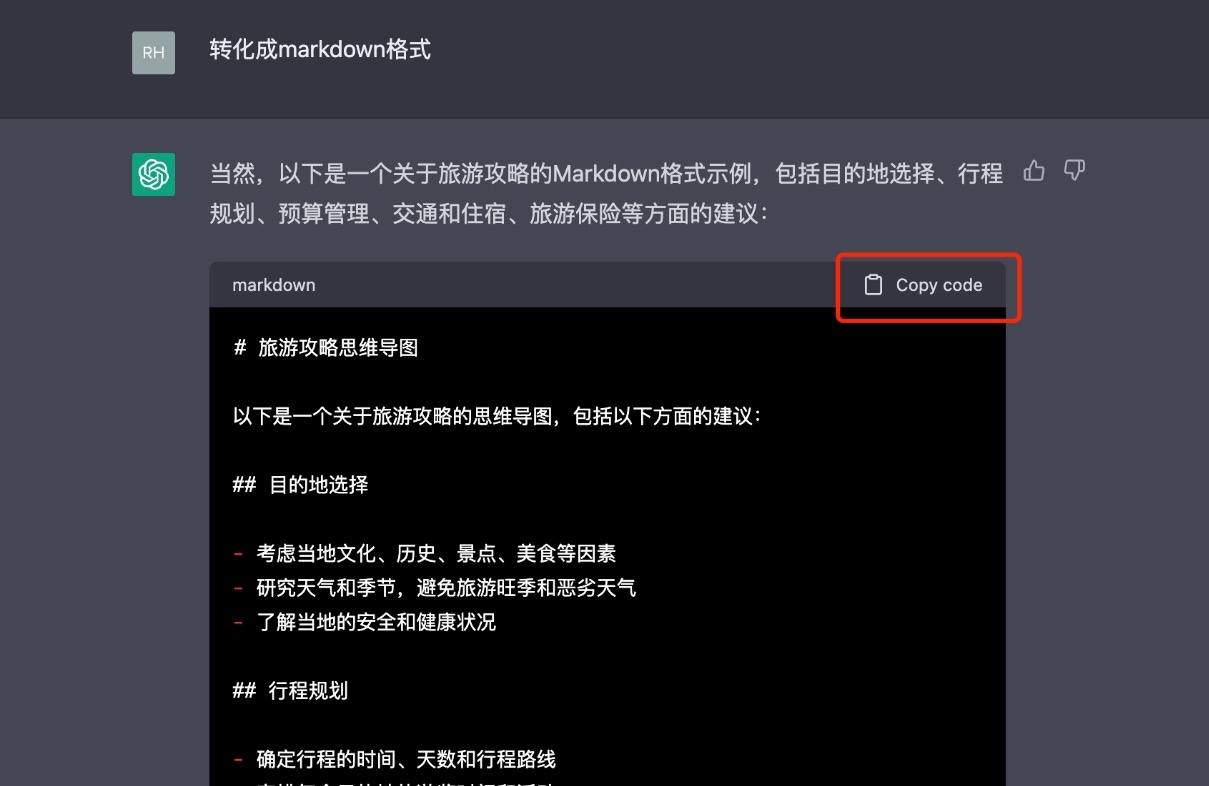 RH
转化成markdown格式
当然，以下是一个关于旅游攻略的Markdown格式示例，包括目的地选择、行程
规划、预算管理、交通和住宿、旅游保险等方面的建议：
markdown
Copy code
# 旅游攻略思维导图
以下是一个关于旅游攻略的思维导图，包括以下方面的建议：
## 目的地选择
- 考虑当地文化、历史、景点、美食等因素
- 研究天气和季节，避免旅游旺季和恶劣天气
- 了解当地的安全和健康状况
## 行程规划
- 确定行程的时间、天数和行程路线